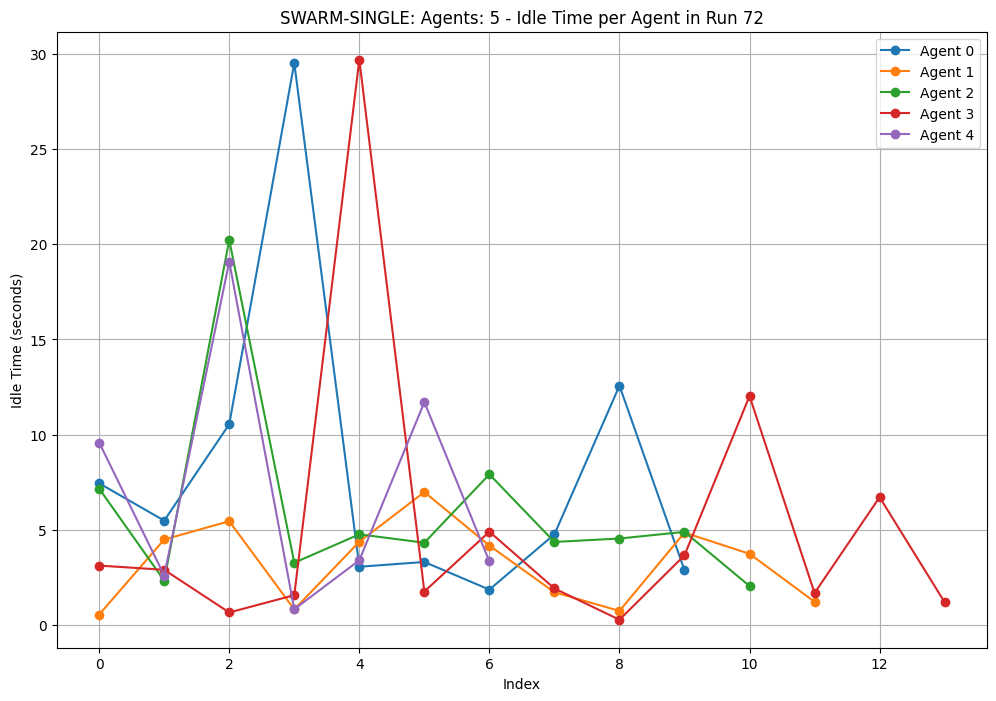 SWARM-SINGLE: Agents: 5 - Idle Time per Agent in Run 72
Agent 0
Agent 1
Agent 2
Agent 3
Agent 4
Idle Time (seconds)
30
25
20
15
10
5
0
0 2 4 6 8 10 12
Index